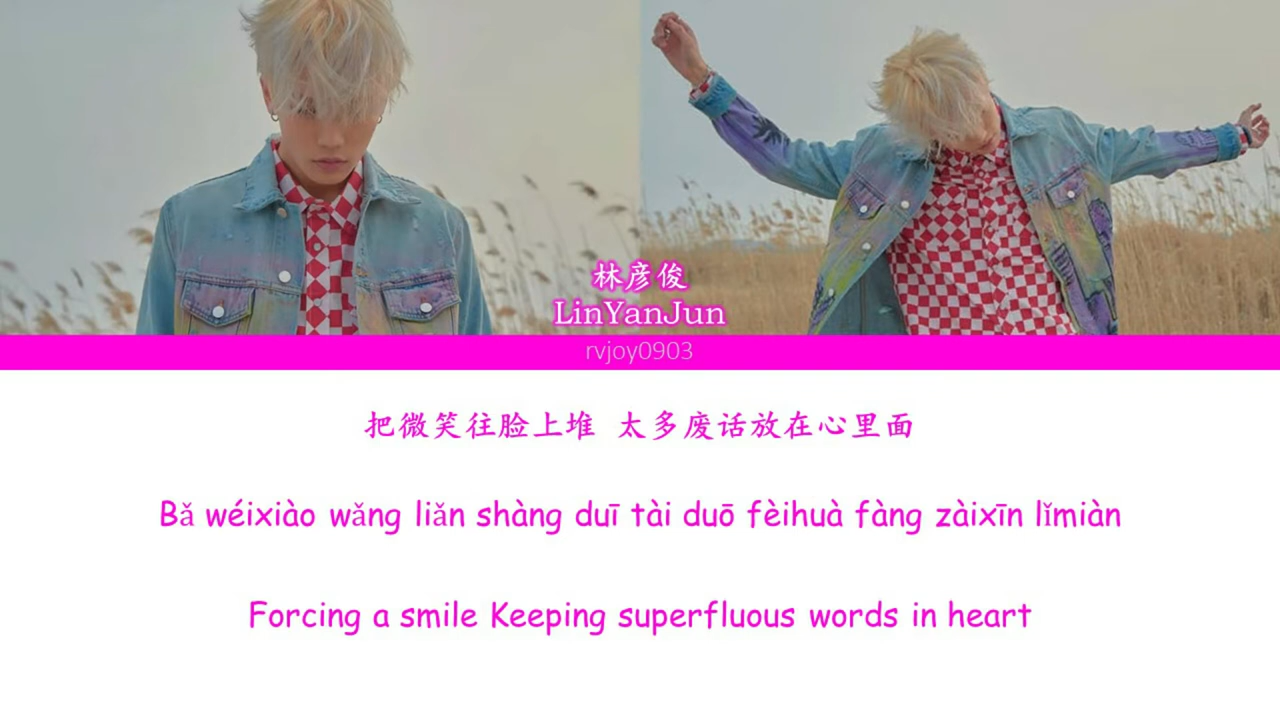 林彦俊
LinYanJun
rvjoy0903
把微笑往脸上堆 太多废话放在心里面
Bǎ wéixiào wǎng liǎn shàng duī tài duō fèihuà fàng zàixīn lǐmiàn
Forcing a smile Keeping superfluous words in heart